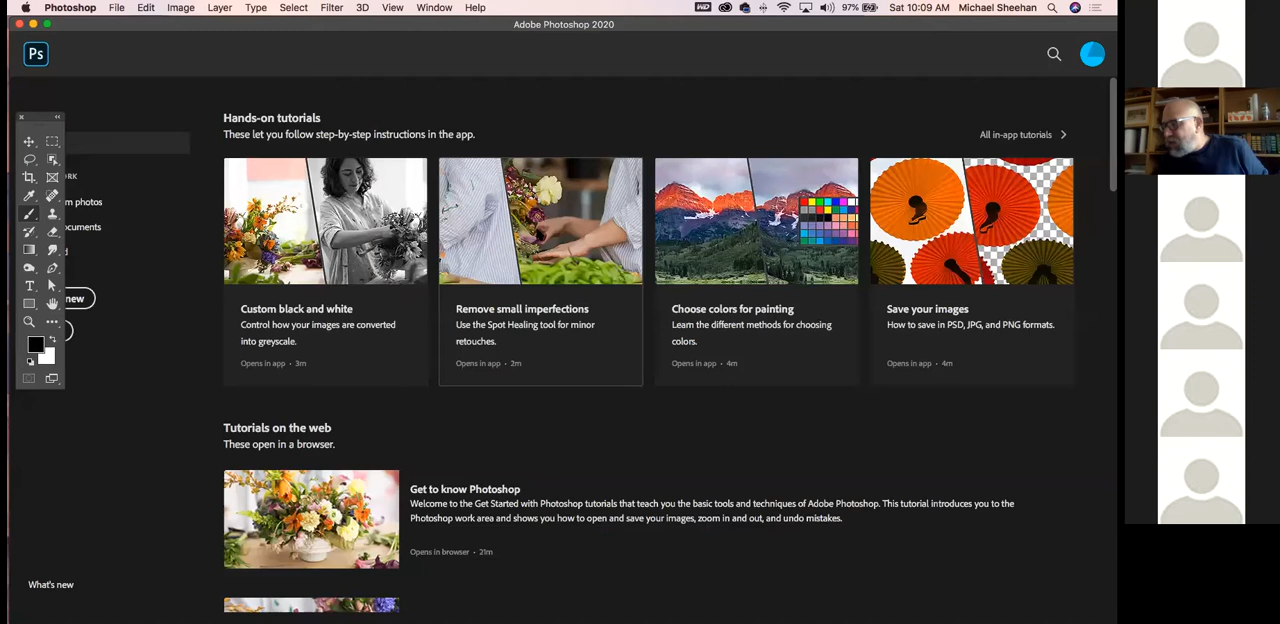 Photoshop File Edit Image Layer Type Select Filter 3D View Window Help 97% Sat 10:09 AM Michael Sheehan
Adobe Photoshop 2020
Ps
Hands-on tutorials
These let you follow step-by-step instructions in the app.
All in-app tutorials
ORK
m photos
ocuments
d
new
Custom black and white
Control how your images are converted
into greyscale.
Opens in app • 3m
Remove small imperfections
Use the Spot Healing tool for minor
retouches.
Opens in app • 2m
Choose colors for painting
Learn the different methods for choosing
colors.
Opens in app • 4m
Save your images
How to save in PSD, JPG, and PNG formats.
Opens in app • 4m
Tutorials on the web
These open in a browser.
Get to know Photoshop
Welcome to the Get Started with Photoshop tutorials that teach you the basic tools and techniques of Adobe Photoshop. This tutorial introduces you to the
Photoshop work area and shows you how to open and save your images, zoom in and out, and undo mistakes.
Opens in browser • 21m
What's new